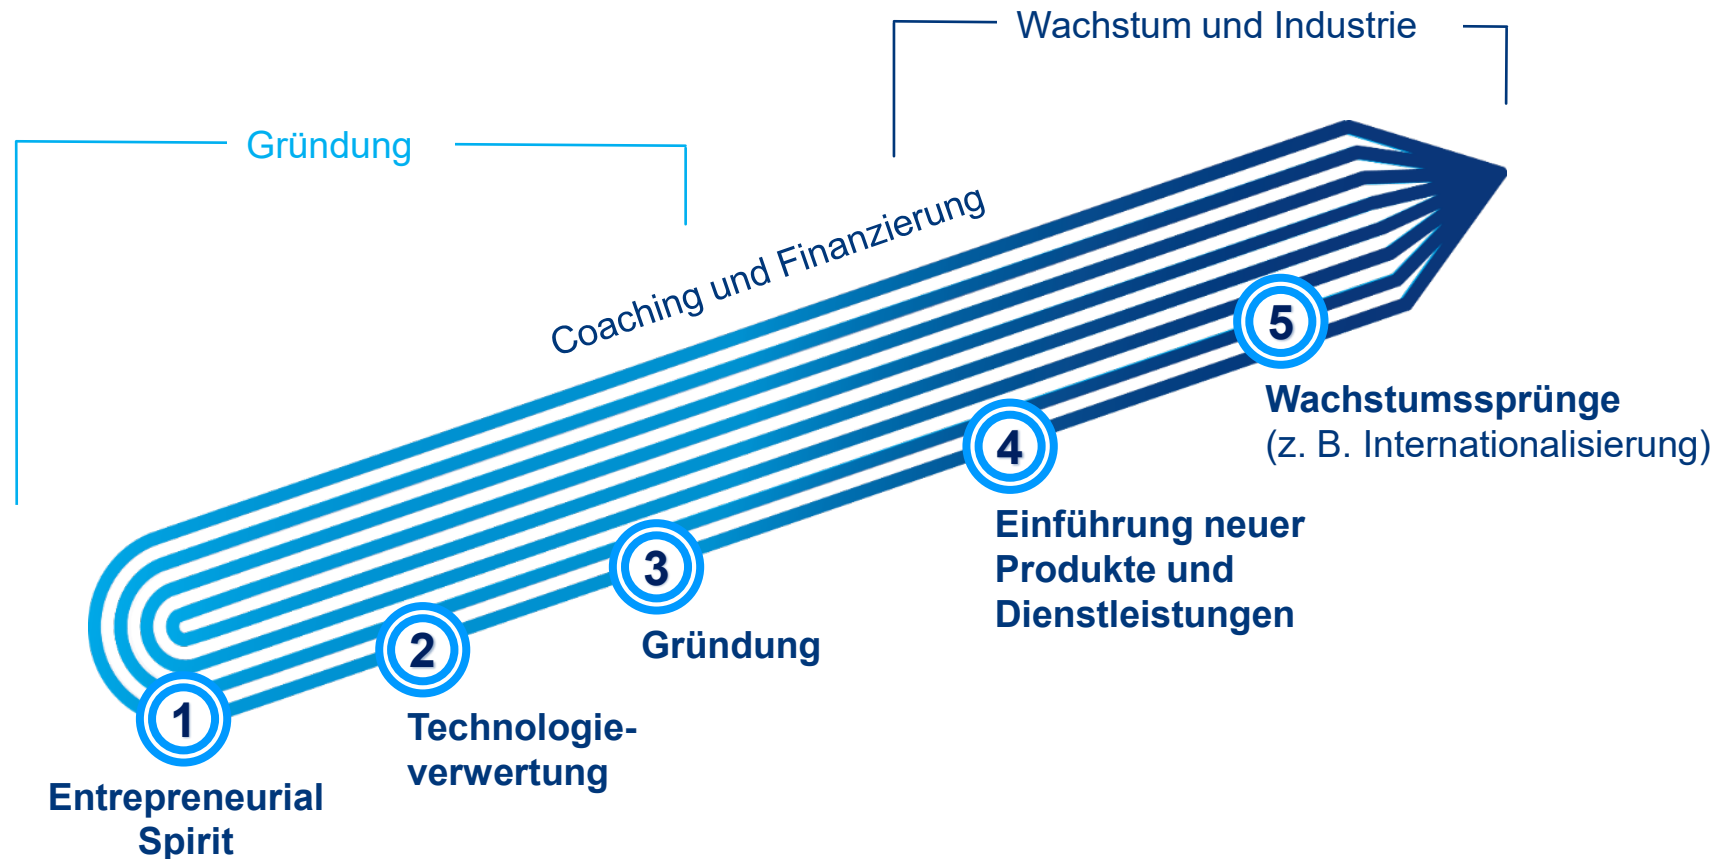 Wachstum und Industrie
Gründung
Coaching und Finanzierung
5
Wachstumssprünge
(z. B. Internationalisierung)
4
Einführung neuer
Produkte und
Dienstleistungen
3
Gründung
2
Technologie-
verwertung
1
Entrepreneurial
Spirit